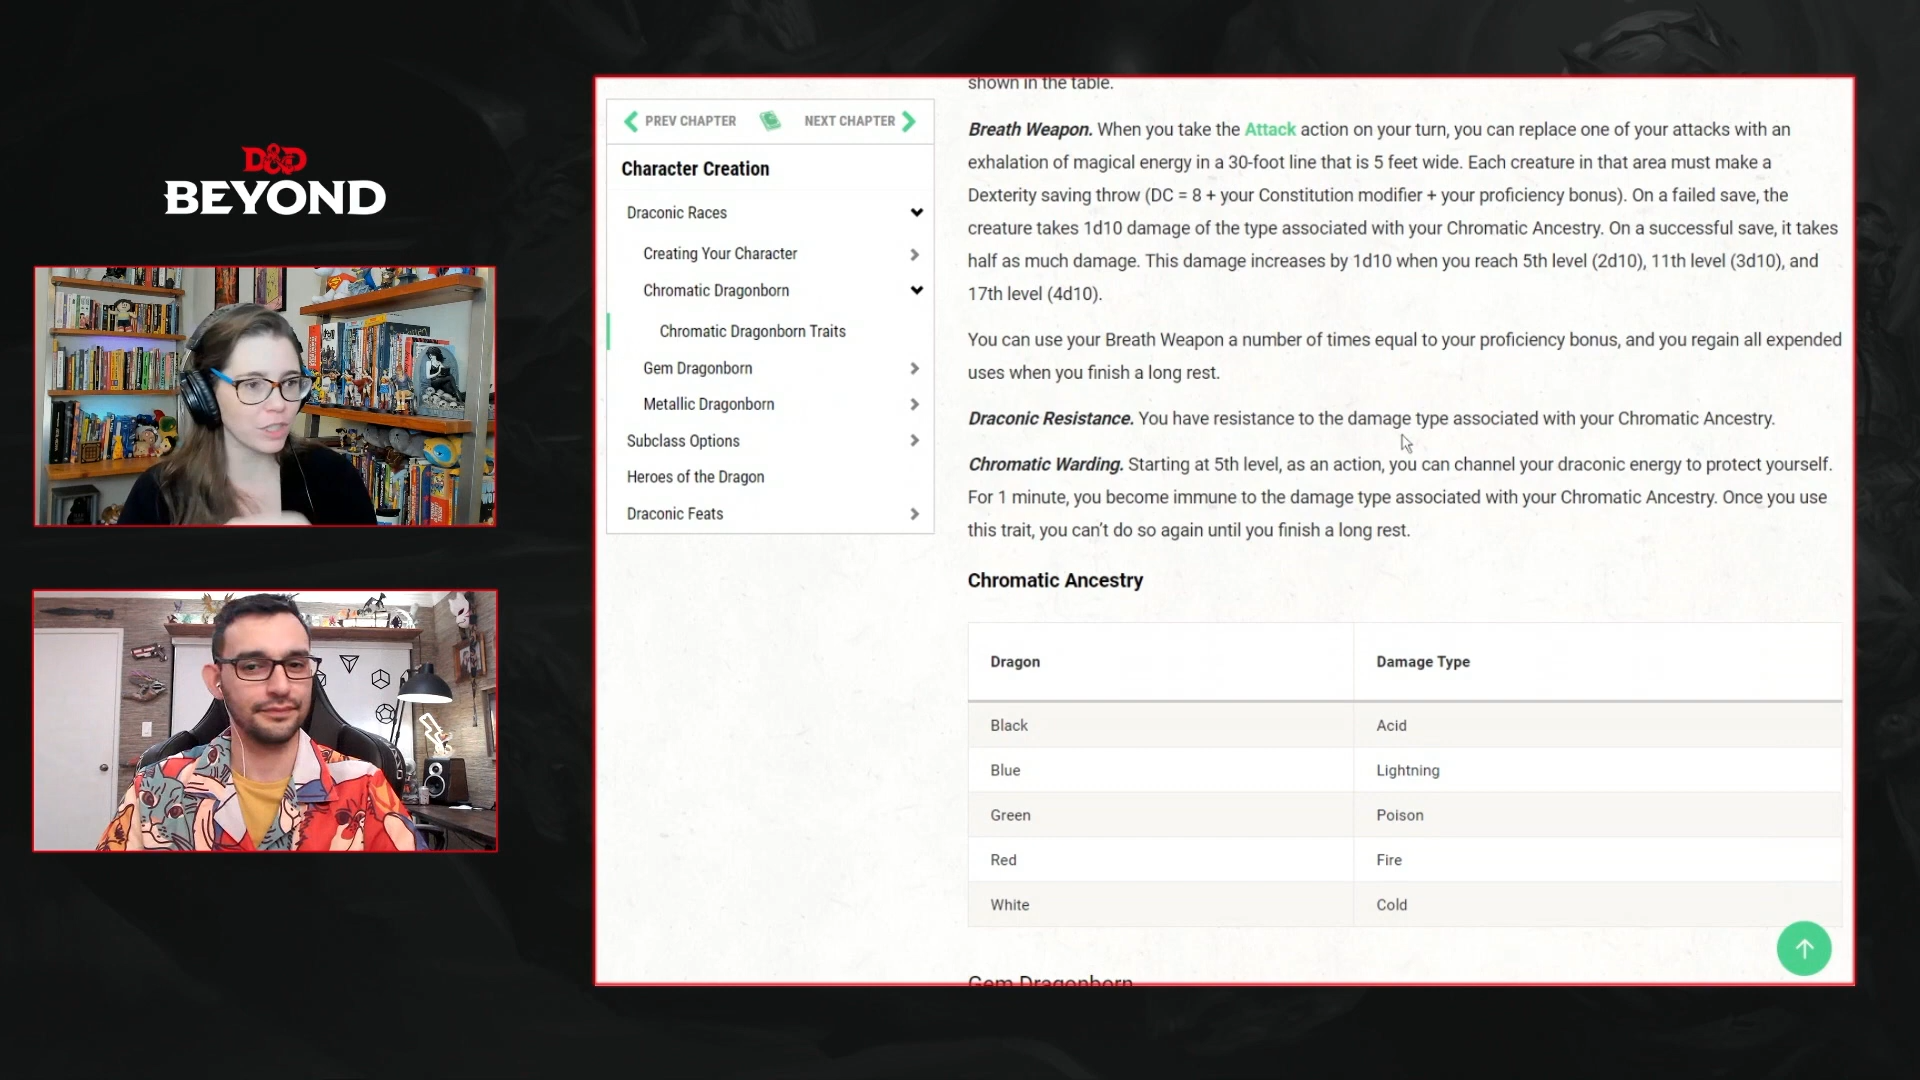 D&D
BEYOND
PREV CHAPTER
NEXT CHAPTER
Character Creation
Draconic Races
Creating Your Character
Chromatic Dragonborn
Chromatic Dragonborn Traits
Gem Dragonborn
Metallic Dragonborn
Subclass Options
Heroes of the Dragon
Draconic Feats
shown in the table.
Breath Weapon. When you take the Attack action on your turn, you can replace one of your attacks with an
exhalation of magical energy in a 30-foot line that is 5 feet wide. Each creature in that area must make a
Dexterity saving throw (DC = 8 + your Constitution modifier + your proficiency bonus). On a failed save, the
creature takes 1d10 damage of the type associated with your Chromatic Ancestry. On a successful save, it takes
half as much damage. This damage increases by 1d10 when you reach 5th level (2d10), 11th level (3d10), and
17th level (4d10).
You can use your Breath Weapon a number of times equal to your proficiency bonus, and you regain all expended
uses when you finish a long rest.
Draconic Resistance. You have resistance to the damage type associated with your Chromatic Ancestry.
Chromatic Warding. Starting at 5th level, as an action, you can channel your draconic energy to protect yourself.
For 1 minute, you become immune to the damage type associated with your Chromatic Ancestry. Once you use
this trait, you can’t do so again until you finish a long rest.
Chromatic Ancestry
Dragon Damage Type
Black Acid
Blue Lightning
Green Poison
Red Fire
White Cold
Gem Dragonborn